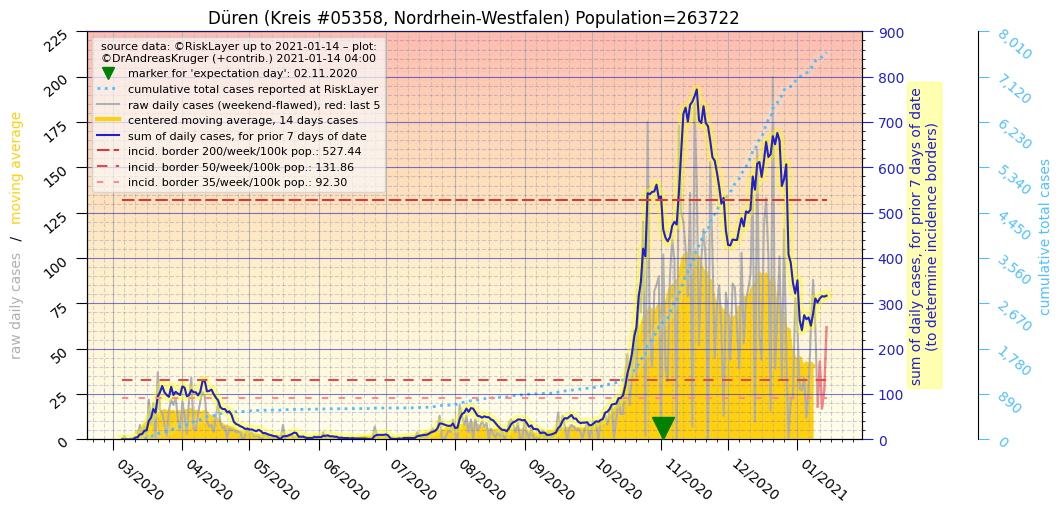 Düren (Kreis #05358, Nordrhein-Westfalen) Population=263722
source data: ©RiskLayer up to 2021-01-14 – plot:
©DrAndreasKruger (+contrib.) 2021-01-14 04:00
marker for 'expectation day': 02.11.2020
cumulative total cases reported at RiskLayer
raw daily cases (weekend-flawed), red: last 5
centered moving average, 14 days cases
sum of daily cases, for prior 7 days of date
incid. border 200/week/100k pop.: 527.44
incid. border 50/week/100k pop.: 131.86
incid. border 35/week/100k pop.: 92.30
raw daily cases / moving average
225
200
175
150
125
100
75
50
25
0
03/2020
04/2020
05/2020
06/2020
07/2020
08/2020
09/2020
10/2020
11/2020
12/2020
01/2021
900
800
700
600
500
400
300
200
100
0
sum of daily cases, for prior 7 days of date
(to determine incidence borders)
8,010
7,120
6,230
5,340
4,450
3,560
2,670
1,780
890
0
cumulative total cases